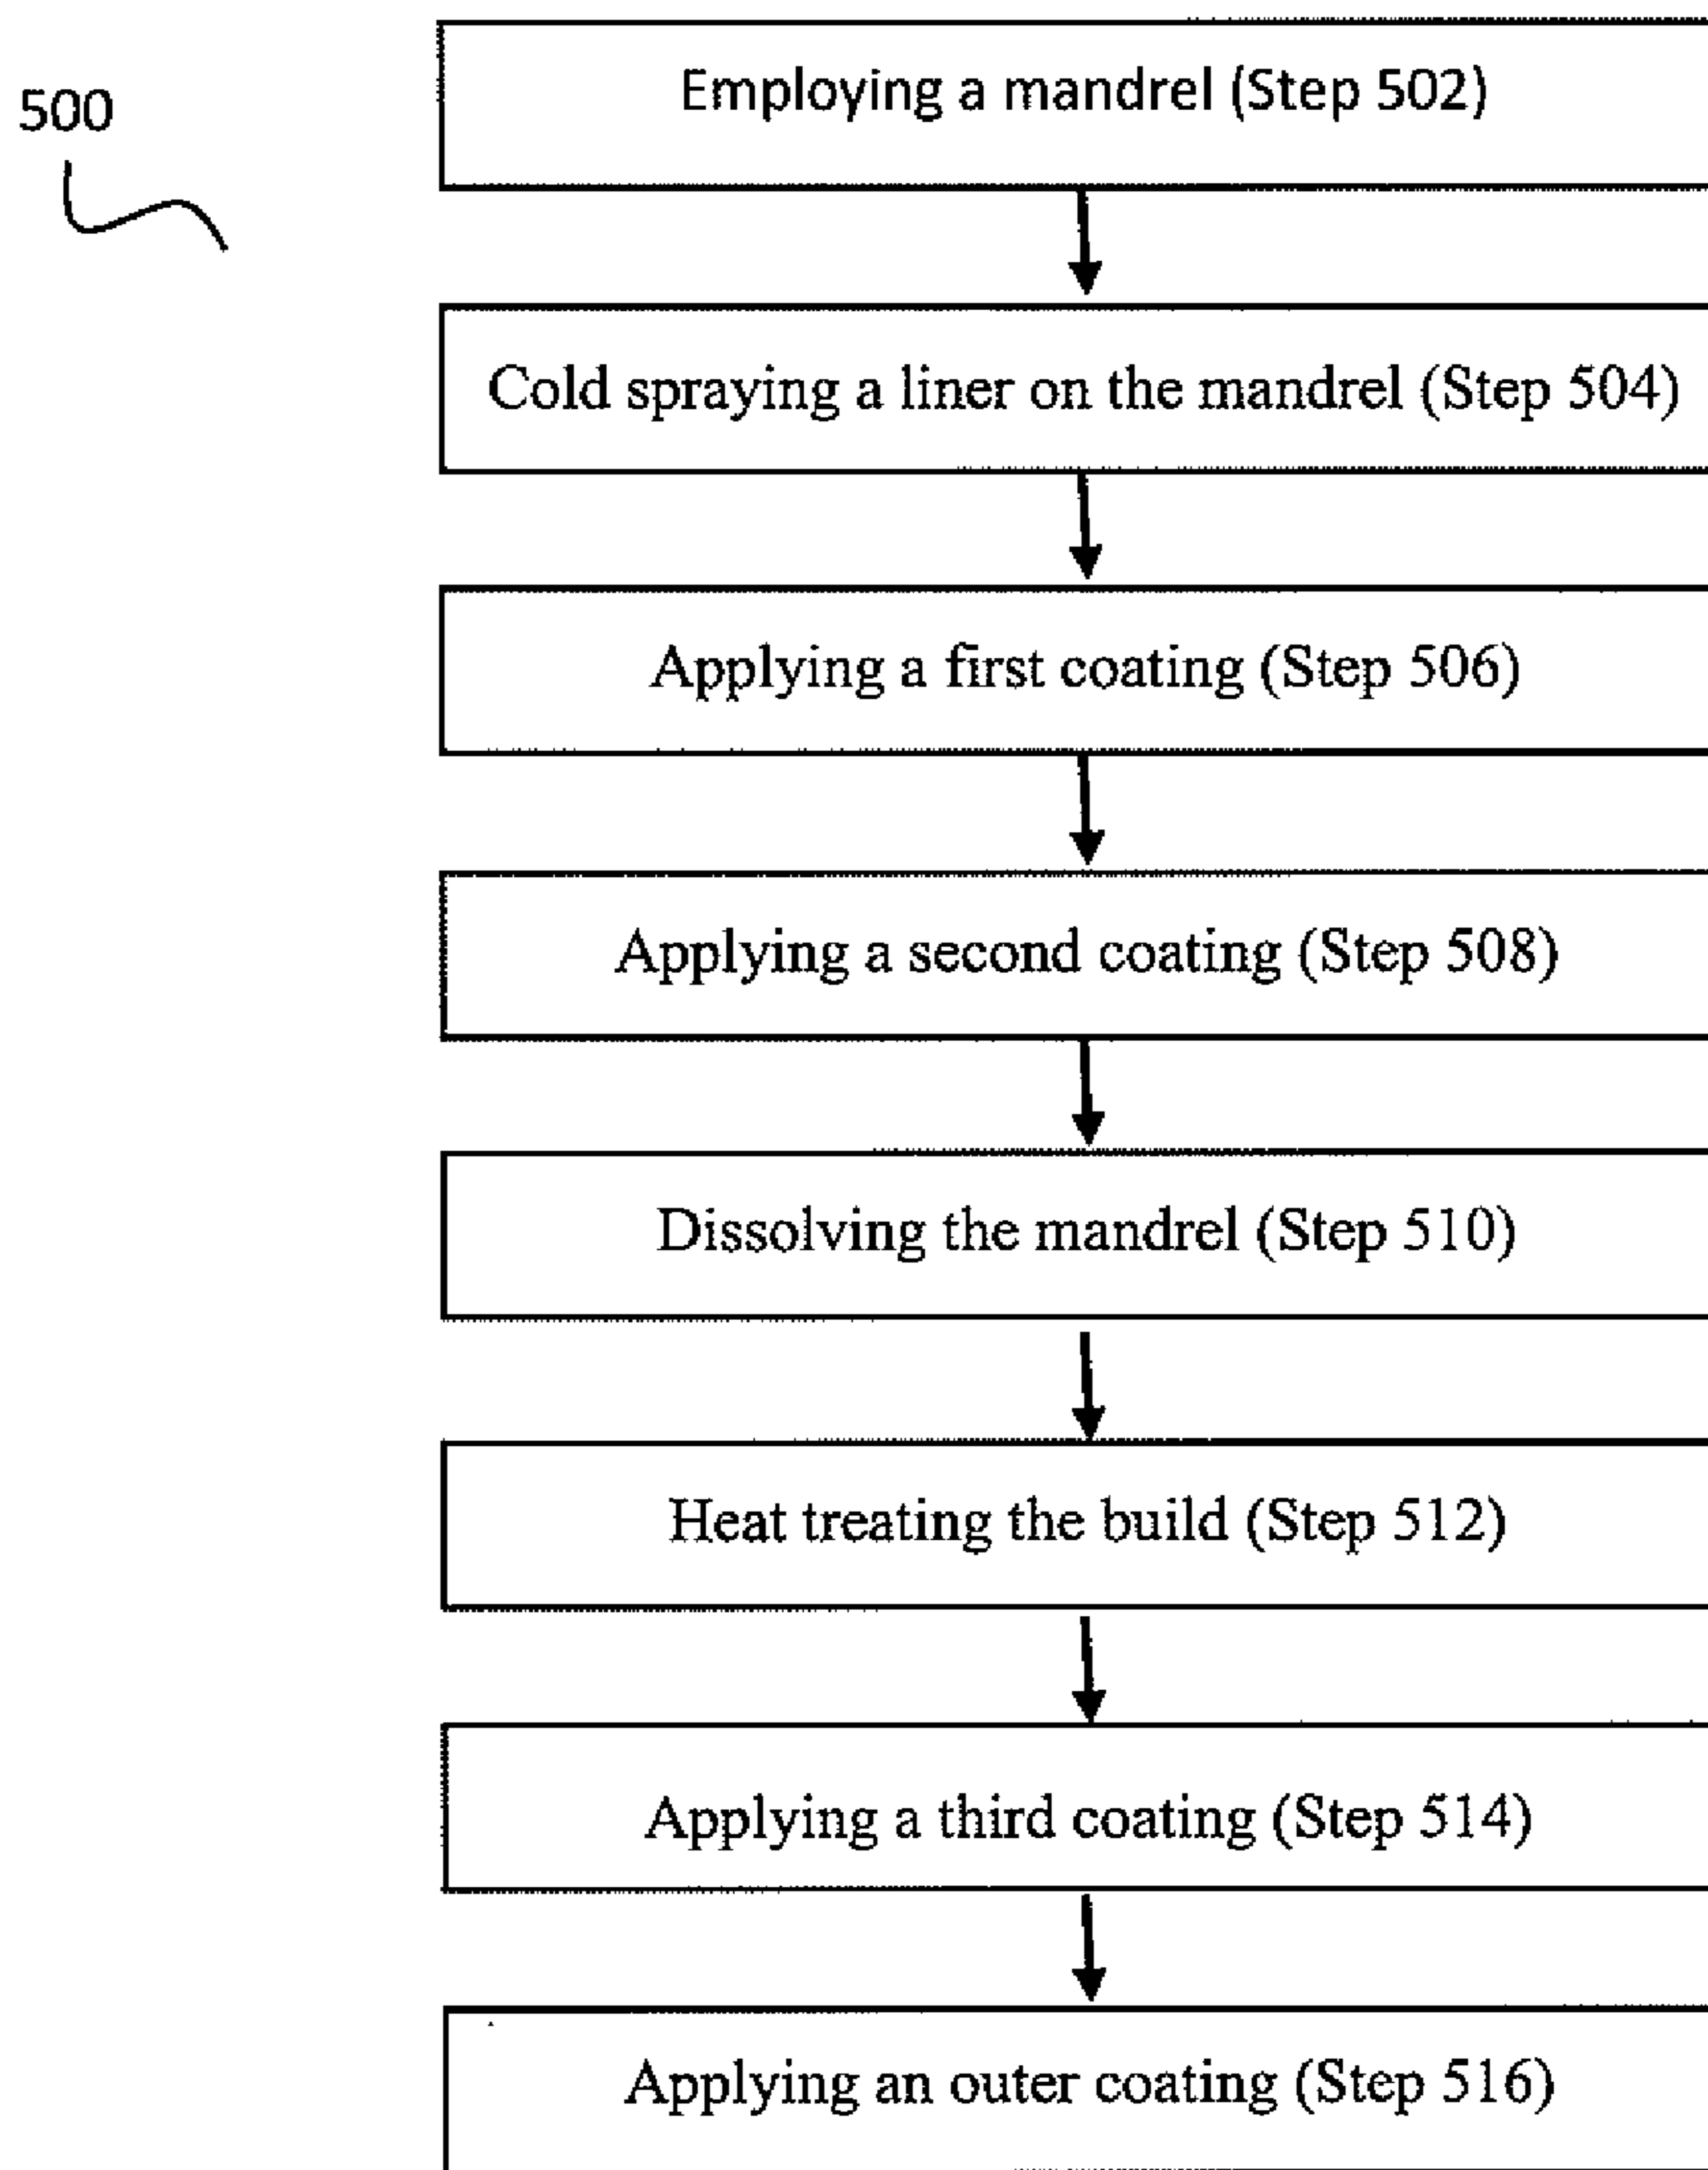 500
Employing a mandrel (Step 502)
Cold spraying a liner on the mandrel (Step 504)
Applying a first coating (Step 506)
Applying a second coating (Step 508)
Dissolving the mandrel (Step 510)
Heat treating the build (Step 512)
Applying a third coating (Step 514)
Applying an outer coating (Step 516)